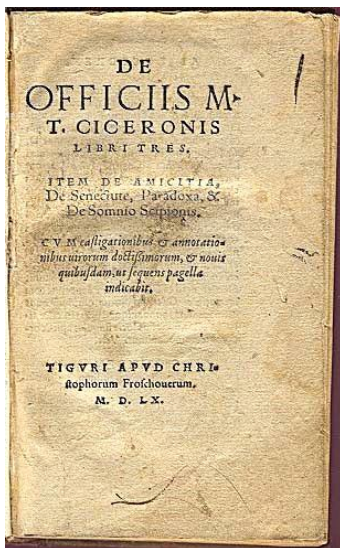 DE
OFFICIIS M.
T. CICERONIS
LIBRI TRES.
ITEM DE AMICITIA,
De Senectute, Paradoxa, &
De Somnio Scipionis.
CVM castigationibus & annotatio-
nibus uirorum doctißimorum, & nouis
quibusdam, ut sequens pagella
indicabit.
TIGVRI APVD CHRI-
stophorum Froschouerum.
M. D. LX.